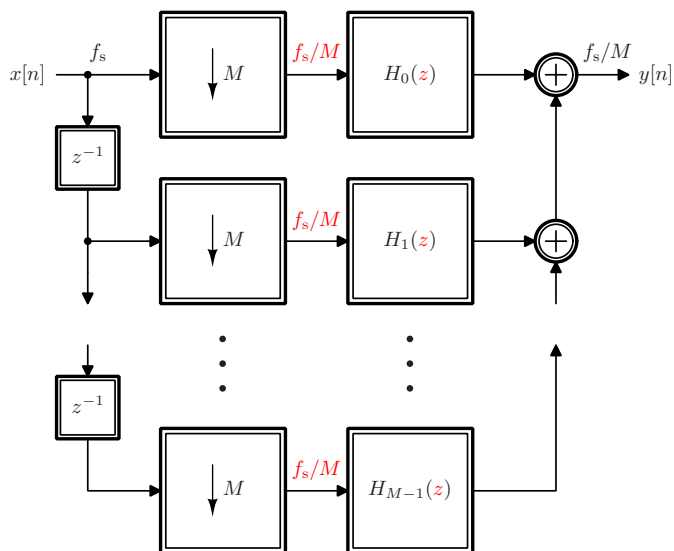 f_s f_s/M f_s/M
x[n] ↓ M H_0(z) + y[n]
z^{-1}
f_s/M
↓ M H_1(z) +
z^{-1}
f_s/M
↓ M H_{M-1}(z)